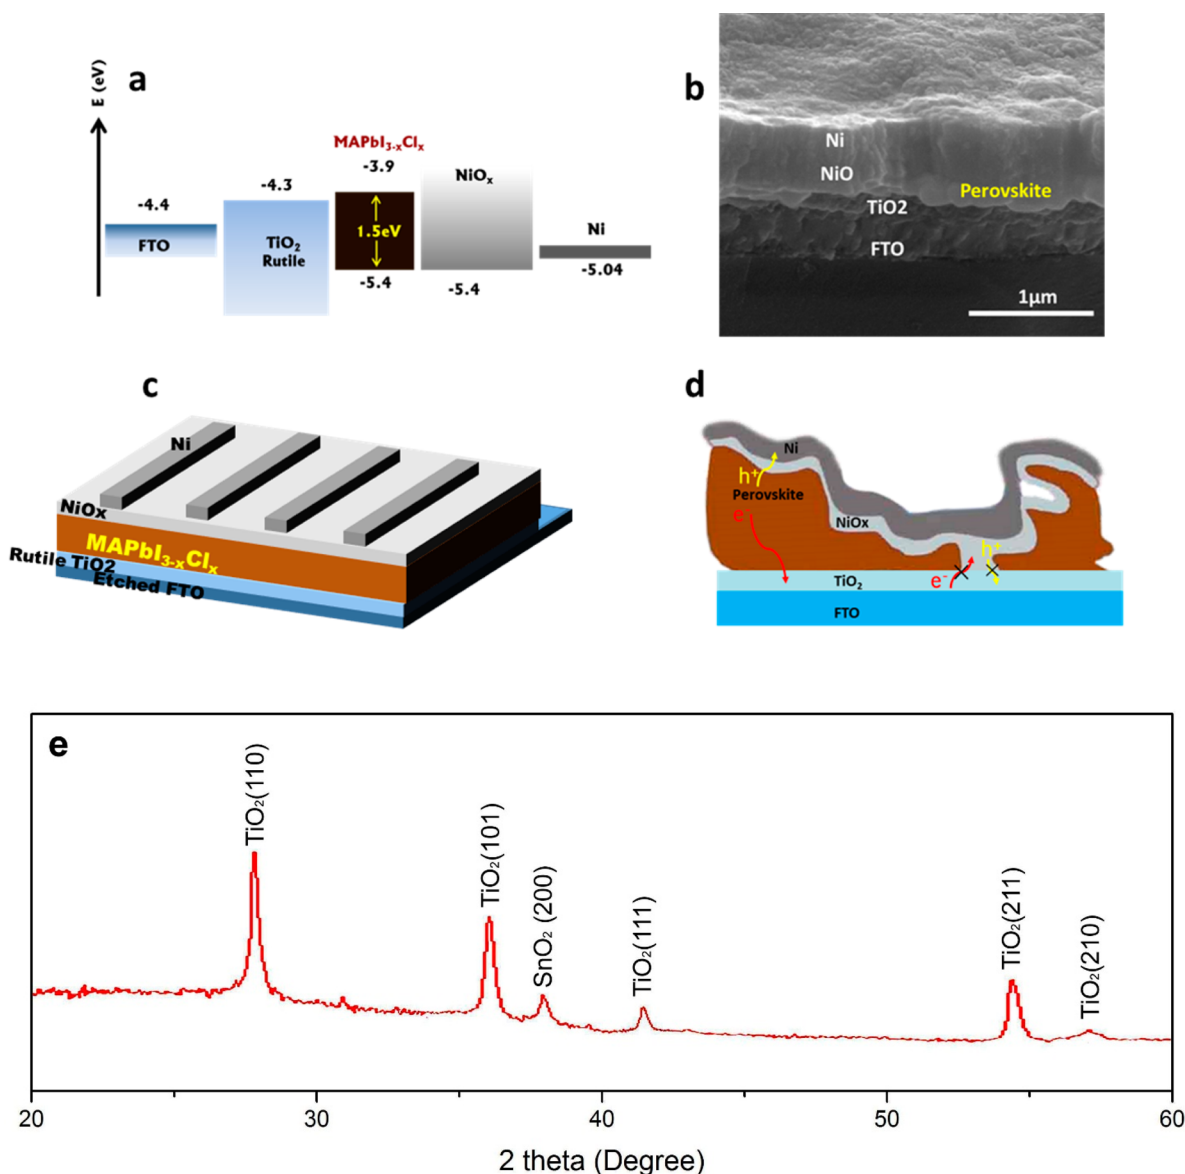 a
E (eV)
MAPbI₃₋ₓClₓ
-3.9
-4.3
-4.4
FTO
TiO₂
Rutile
1.5eV
-5.4
NiOₓ
-5.4
Ni
-5.04
b
Ni
NiO
Perovskite
TiO2
FTO
1µm
c
Ni
NiOx
MAPbI₃₋ₓClₓ
Rutile TiO2
Etched FTO
d
Ni
h⁺
Perovskite
e⁻
NiOx
h⁺
e⁻
TiO₂
FTO
e
TiO₂(110)
TiO₂(101)
SnO₂ (200)
TiO₂(111)
TiO₂(211)
TiO₂(210)
20 30 40 50 60
2 theta (Degree)